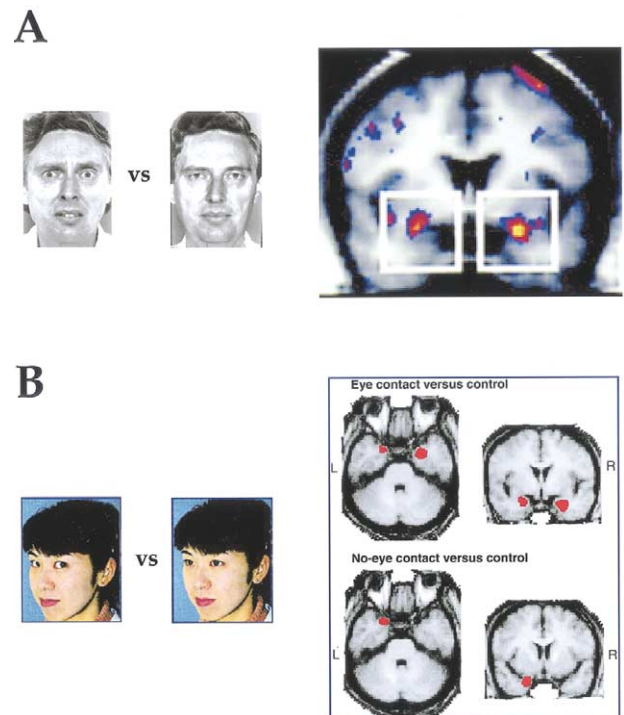 A
vs
B
Eye contact versus control
L
R
vs
No-eye contact versus control
L
R